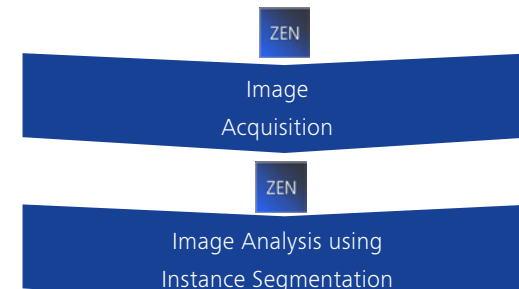 ZEN
Image
Acquisition
ZEN
Image Analysis using
Instance Segmentation